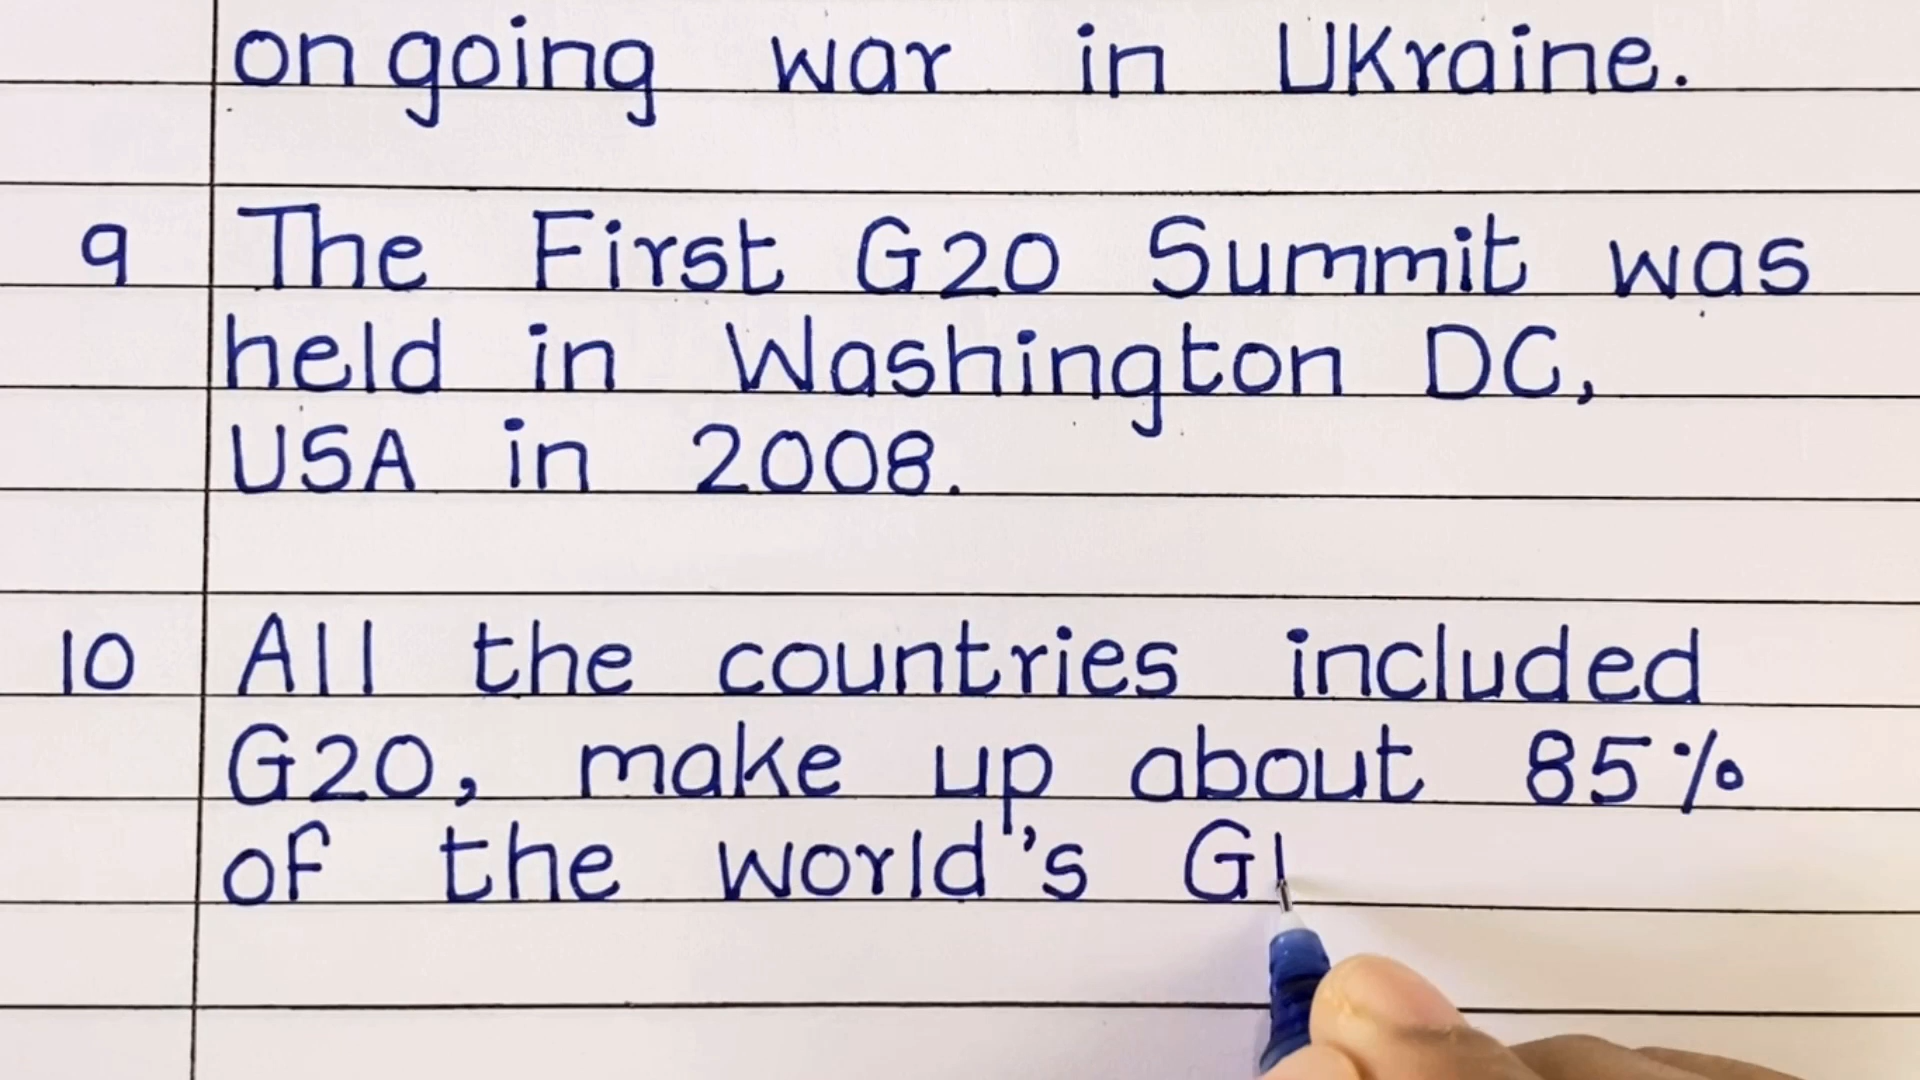 ongoing war in Ukraine.
9 The First G20 Summit was
held in Washington DC,
USA in 2008.
10 All the countries included
G20, make up about 85%
of the world's G